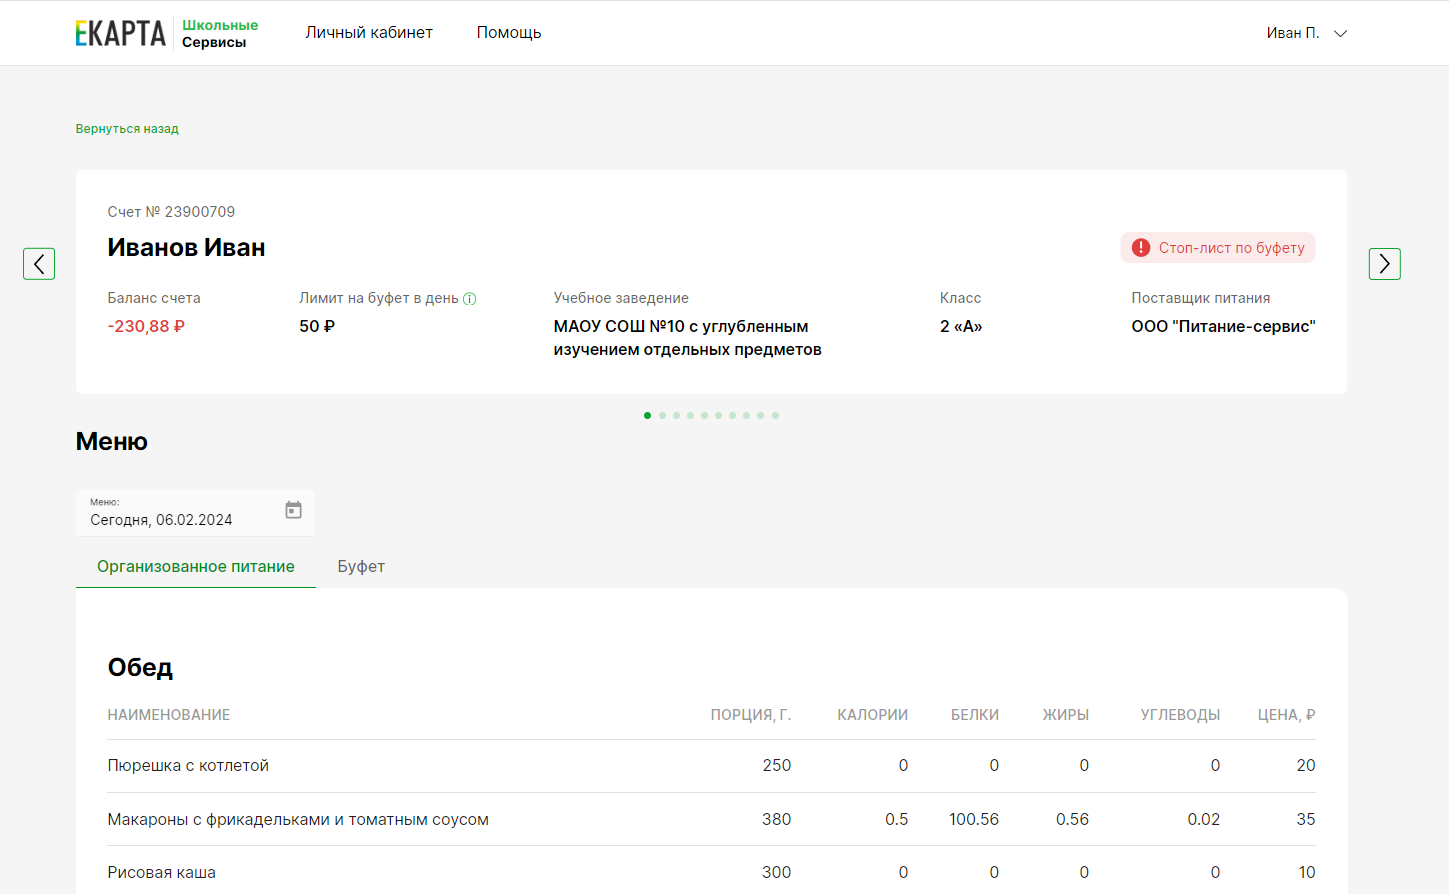 ЕКАРТА Школьные Сервисы Личный кабинет Помощь Иван П.
Вернуться назад
Счет № 23900709
Иванов Иван
Стоп-лист по буфету
Баланс счета Лимит на буфет в день Учебное заведение Класс Поставщик питания
-230,88 ₽ 50 ₽ МАОУ СОШ №10 с углубленным изучением отдельных предметов 2 «А» ООО "Питание-сервис"
Меню
Меню:
Сегодня, 06.02.2024
Организованное питание Буфет
Обед
НАИМЕНОВАНИЕ ПОРЦИЯ, Г. КАЛОРИИ БЕЛКИ ЖИРЫ УГЛЕВОДЫ ЦЕНА, ₽
Пюрешка с котлетой 250 0 0 0 0 20
Макароны с фрикадельками и томатным соусом 380 0.5 100.56 0.56 0.02 35
Рисовая каша 300 0 0 0 0 10